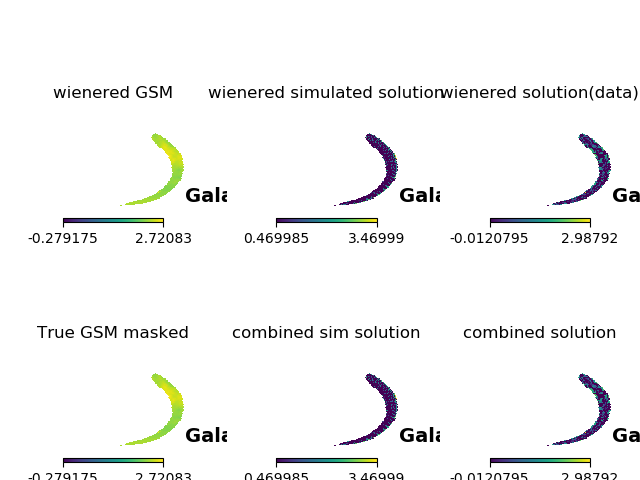 wienered GSM
wienered simulated solution
wienered solution(data)
Gala
Gala
Ga
-0.279175 2.72083
0.469985 3.46999
-0.0120795 2.98792
True GSM masked
combined sim solution
combined solution
Gala
Gala
Ga
-0.279175 2.72083
0.469985 3.46999
-0.0120795 2.98792